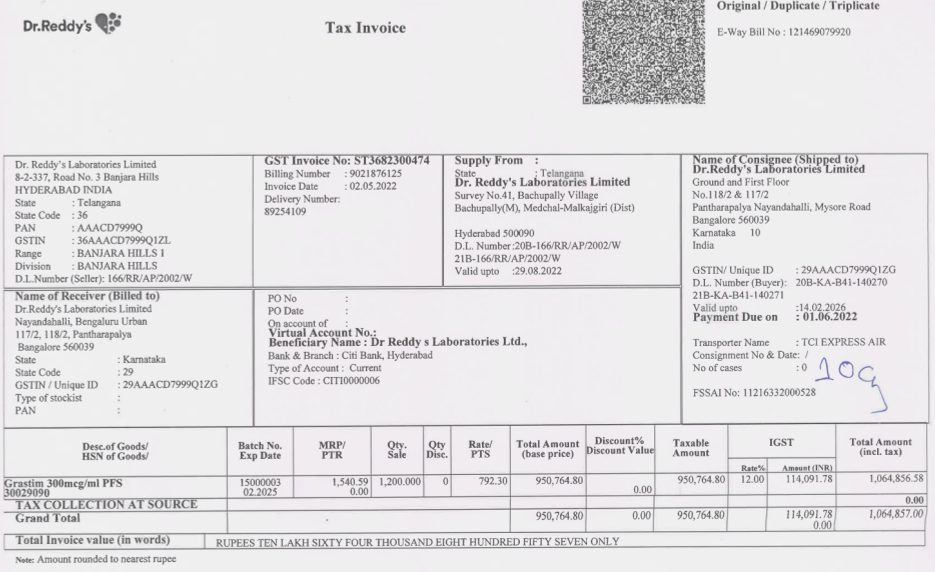 Dr.Reddy's
Tax Invoice
Original / Duplicate / Triplicate
E-Way Bill No : 121469079920
Dr. Reddy's Laboratories Limited
8-2-337, Road No. 3 Banjara Hills
HYDERABAD INDIA
State : Telangana
State Code : 36
PAN : AAACD7999Q
GSTIN : 36AAACD7999Q1ZL
Range : BANJARA HILLS 1
Division : BANJARA HILLS
D.L.Number (Seller): 166/RR/AP/2002/W
GST Invoice No: ST3682300474
Billing Number : 9021876125
Invoice Date : 02.05.2022
Delivery Number:
89254109
Supply From :
State : Telangana
Dr. Reddy's Laboratories Limited
Survey No.41, Bachupally Village
Bachupally(M), Medchal-Malkajgiri (Dist)
Hyderabad 500090
D.L. Number:20B-166/RR/AP/2002/W
21B-166/RR/AP/2002/W
Valid upto :29.08.2022
Name of Consignee (Shipped to)
Dr.Reddy's Laboratories Limited
Ground and First Floor
No.118/2 & 117/2
Pantharapalya Nayandahalli, Mysore Road
Bangalore 560039
Karnataka 10
India
GSTIN/ Unique ID : 29AAACD7999Q1ZG
D.L. Number (Buyer): 20B-KA-B41-140270
21B-KA-B41-140271
Valid upto :14.02.2026
Payment Due on : 01.06.2022
Transporter Name : TCI EXPRESS AIR
Consignment No & Date: /
No of cases : 0
FSSAI No: 11216332000528
Name of Receiver (Billed to)
Dr.Reddy's Laboratories Limited
Nayandahalli, Bengaluru Urban
117/2, 118/2, Pantharapalya
Bangalore 560039
State : Karnataka
State Code : 29
GSTIN / Unique ID : 29AAACD7999Q1ZG
Type of stockist :
PAN :
PO No :
PO Date :
On account of :
Virtual Account No.:
Beneficiary Name : Dr Reddy s Laboratories Ltd.,
Bank & Branch : Citi Bank, Hyderabad
Type of Account : Current
IFSC Code : CITI0000006
Desc.of Goods/ HSN of Goods/ Batch No. Exp Date MRP/ PTR Qty. Sale Qty Disc. Rate/ PTS Total Amount (base price) Discount% Discount Value Taxable Amount IGST Total Amount (incl. tax)
Rate% Amount (INR)
Grastim 300mcg/ml PFS 15000003 1,540.59 1,200.000 0 792.30 950,764.80 950,764.80 12.00 114,091.78 1,064,856.58
30029090 02.2025 0.00 0.00
TAX COLLECTION AT SOURCE 0.00
Grand Total 950,764.80 0.00 950,764.80 114,091.78 1,064,857.00
0.00
Total Invoice value (in words) RUPEES TEN LAKH SIXTY FOUR THOUSAND EIGHT HUNDRED FIFTY SEVEN ONLY
Note: Amount rounded to nearest rupee